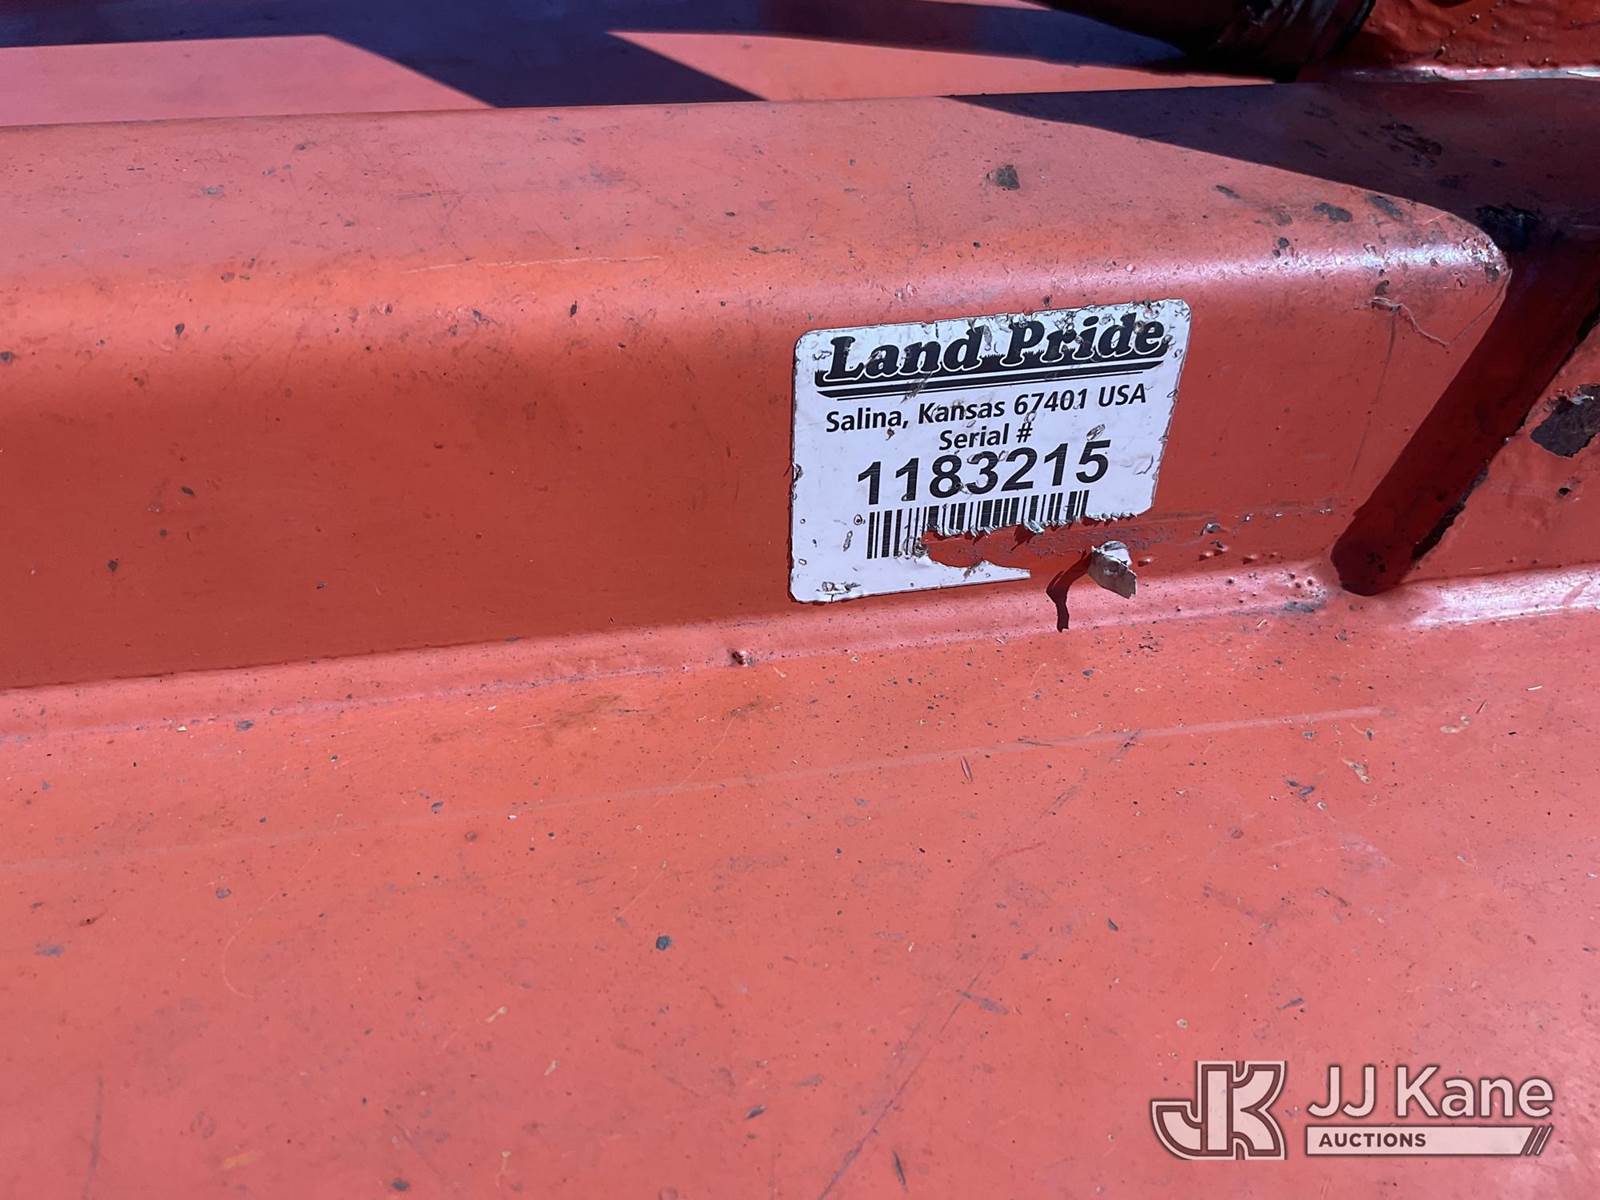 Land Pride
Salina, Kansas 67401 USA
Serial #
1183215
JK JJ Kane
AUCTIONS